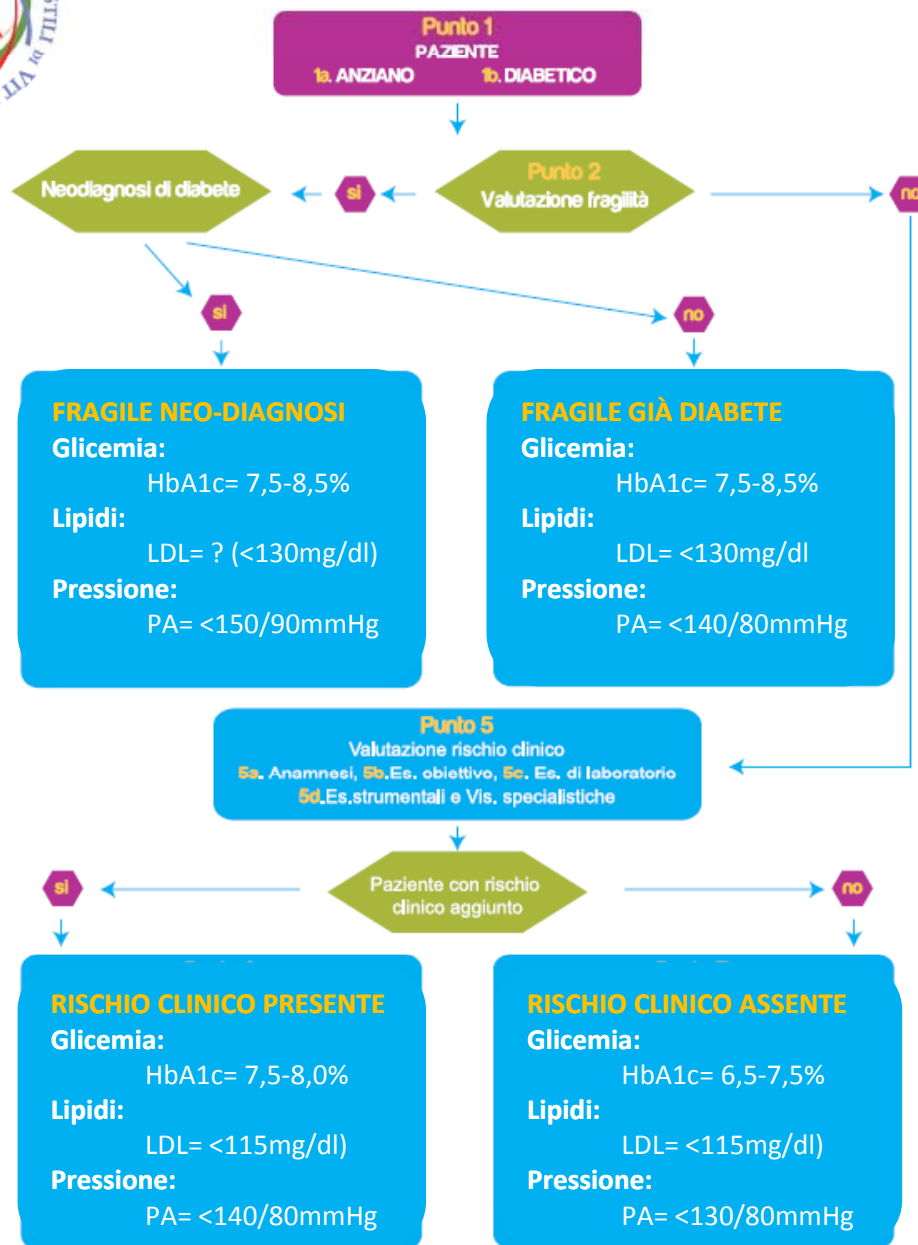 STILI DI VIT
Punto 1
PAZIENTE
1a. ANZIANO 1b. DIABETICO
Neodiagnosi di diabete
si
Punto 2
Valutazione fragilità
no
si
no
FRAGILE NEO-DIAGNOSI
Glicemia:
HbA1c= 7,5-8,5%
Lipidi:
LDL= ? (<130mg/dl)
Pressione:
PA= <150/90mmHg
FRAGILE GIÀ DIABETE
Glicemia:
HbA1c= 7,5-8,5%
Lipidi:
LDL= <130mg/dl
Pressione:
PA= <140/80mmHg
Punto 5
Valutazione rischio clinico
5a. Anamnesi, 5b.Es. obiettivo, 5c. Es. di laboratorio
5d.Es.strumentali e Vis. specialistiche
si
Paziente con rischio
clinico aggiunto
no
RISCHIO CLINICO PRESENTE
Glicemia:
HbA1c= 7,5-8,0%
Lipidi:
LDL= <115mg/dl)
Pressione:
PA= <140/80mmHg
RISCHIO CLINICO ASSENTE
Glicemia:
HbA1c= 6,5-7,5%
Lipidi:
LDL= <115mg/dl)
Pressione:
PA= <130/80mmHg